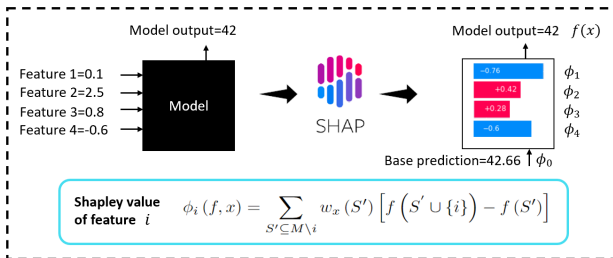 Model output=42
Model output=42 f(x)
Feature 1=0.1
Feature 2=2.5
Feature 3=0.8
Feature 4=-0.6
Model
SHAP
−0.76 ϕ₁
+0.42 ϕ₂
+0.28 ϕ₃
−0.6 ϕ₄
Base prediction=42.66 ϕ₀
Shapley value
of feature i
ϕᵢ (f, x) = ∑ wₓ (S′) [f (S′ ∪ {i}) − f (S′)]
S′⊆M\i